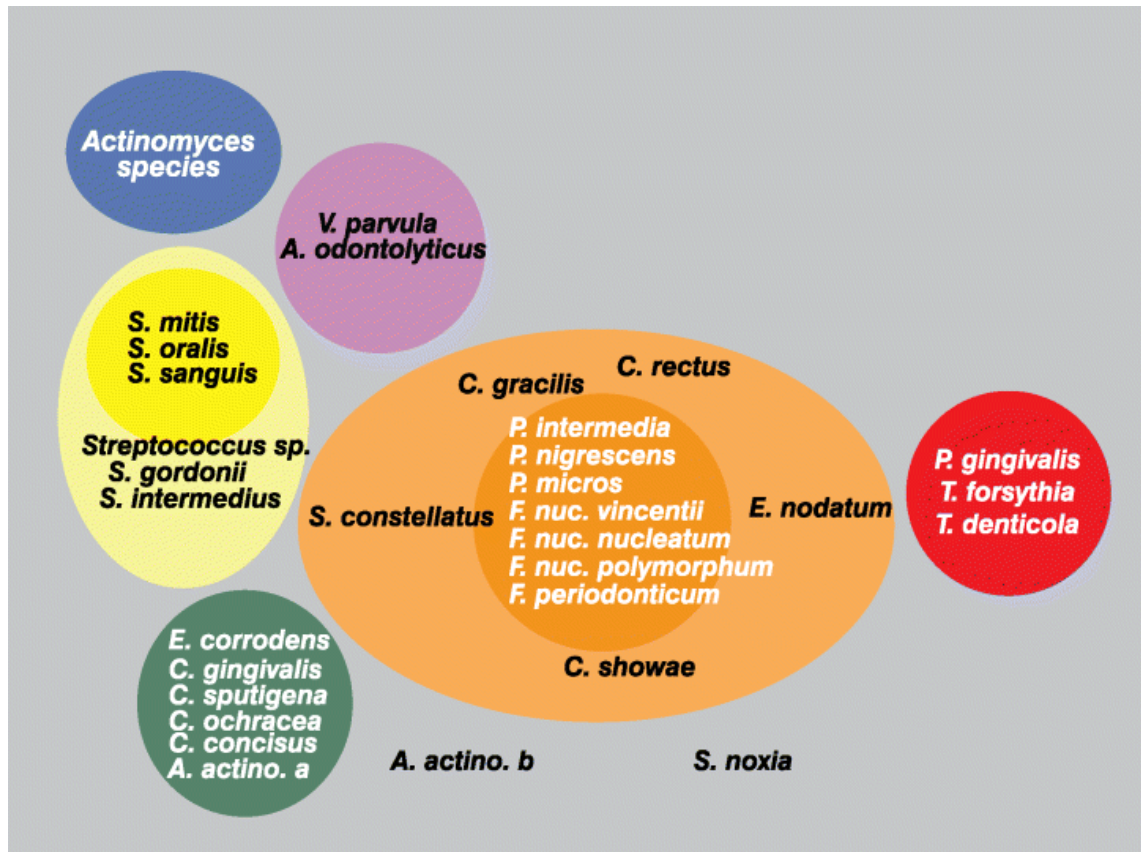 Actinomyces
species
V. parvula
A. odontolyticus
S. mitis
S. oralis
S. sanguis
Streptococcus sp.
S. gordonii
S. intermedius
C. gracilis
C. rectus
P. intermedia
P. nigrescens
P. micros
F. nuc. vincentii
F. nuc. nucleatum
F. nuc. polymorphum
F. periodonticum
S. constellatus
E. nodatum
C. showae
P. gingivalis
T. forsythia
T. denticola
E. corrodens
C. gingivalis
C. sputigena
C. ochracea
C. concisus
A. actino. a
A. actino. b
S. noxia